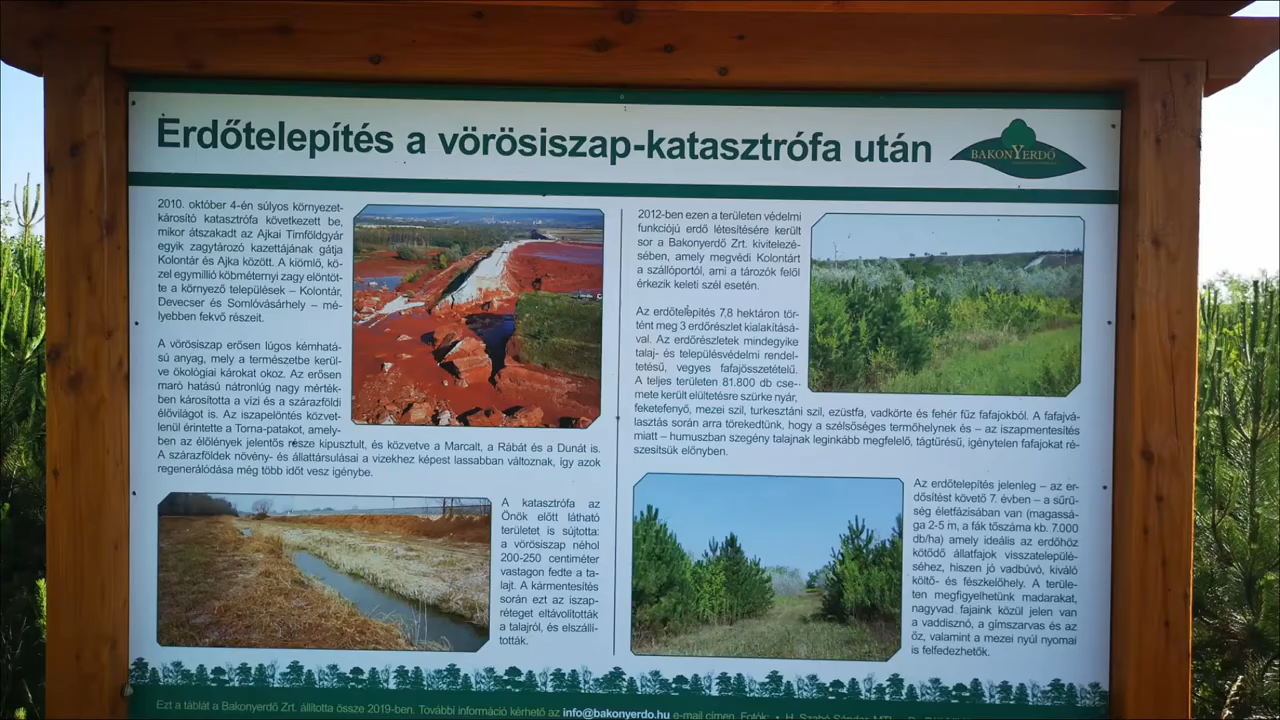 Erdőtelepítés a vörösiszap-katasztrófa után
BAKONYERDŐ
2010. október 4-én súlyos környezet-
károsító katasztrófa következett be,
mikor átszakadt az Ajkai Timföldgyár
egyik zagytározó kazettájának gátja
Kolontár és Ajka között. A kiömlő, kö-
zel egymillió köbméternyi zagy elöntöt-
te a környező települések – Kolontár,
Devecser és Somlóvásárhely – mé-
lyebben fekvő részeit.
A vörösiszap erősen lúgos kémhatá-
sú anyag, mely a természetbe kerül-
ve ökológiai károkat okoz. Az erősen
maró hatású nátronlúg nagy mérték-
ben károsította a vízi és a szárazföldi
élővilágot is. Az iszapelöntés közvet-
lenül érintette a Torna-patakot, amely-
ben az élőlények jelentős része kipusztult, és közvetve a Marcalt, a Rábát és a Dunát is.
A szárazföldek növény- és állattársulásai a vizekhez képest lassabban változnak, így azok
regenerálódása még több időt vesz igénybe.
A katasztrófa az
Önök előtt látható
területet is sújtotta:
a vörösiszap néhol
200-250 centiméter
vastagon fedte a ta-
lajt. A kármentesítés
során ezt az iszap-
réteget eltávolították
a talajról, és elszállí-
tották.
2012-ben ezen a területen védelmi
funkciójú erdő létesítésére került
sor a Bakonyerdő Zrt. kivitelezé-
sében, amely megvédi Kolontárt
a szállóportól, ami a tározók felől
érkezik keleti szél esetén.
Az erdőtelepítés 7,8 hektáron tör-
tént meg 3 erdőrészlet kialakításá-
val. Az erdőrészletek mindegyike
talaj- és településvédelmi rendel-
tetésű, vegyes fafajösszetételű.
A teljes területen 81.800 db cse-
mete került elültetésre szürke nyár,
feketefenyő, mezei szil, turkesztáni szil, ezüstfa, vadkörte és fehér fűz fafajokból. A fafajvá-
lasztás során arra törekedtünk, hogy a szélsőséges termőhelynek és – az iszapmentesítés
miatt – humuszban szegény talajnak leginkább megfelelő, tágtűrésű, igénytelen fafajokat ré-
szesítsük előnyben.
Az erdőtelepítés jelenleg – az er-
dősítést követő 7. évben – a sűrű-
ség életfázisában van (magassá-
ga 2-5 m, a fák tőszáma kb. 7.000
db/ha) amely ideális az erdőhöz
kötődő állatfajok visszatelepülé-
séhez, hiszen jó vadbúvó, kiváló
költő- és fészkelőhely. A terüle-
ten megfigyelhetünk madarakat,
nagyvad fajaink közül jelen van
a vaddisznó, a gímszarvas és az
őz, valamint a mezei nyúl nyomai
is felfedezhetők.
Ezt a táblát a Bakonyerdő Zrt. állította össze 2019-ben. További információ kérhető az info@bakonyerdo.hu e-mail címen. Fotók: • H. Szabó Sándor